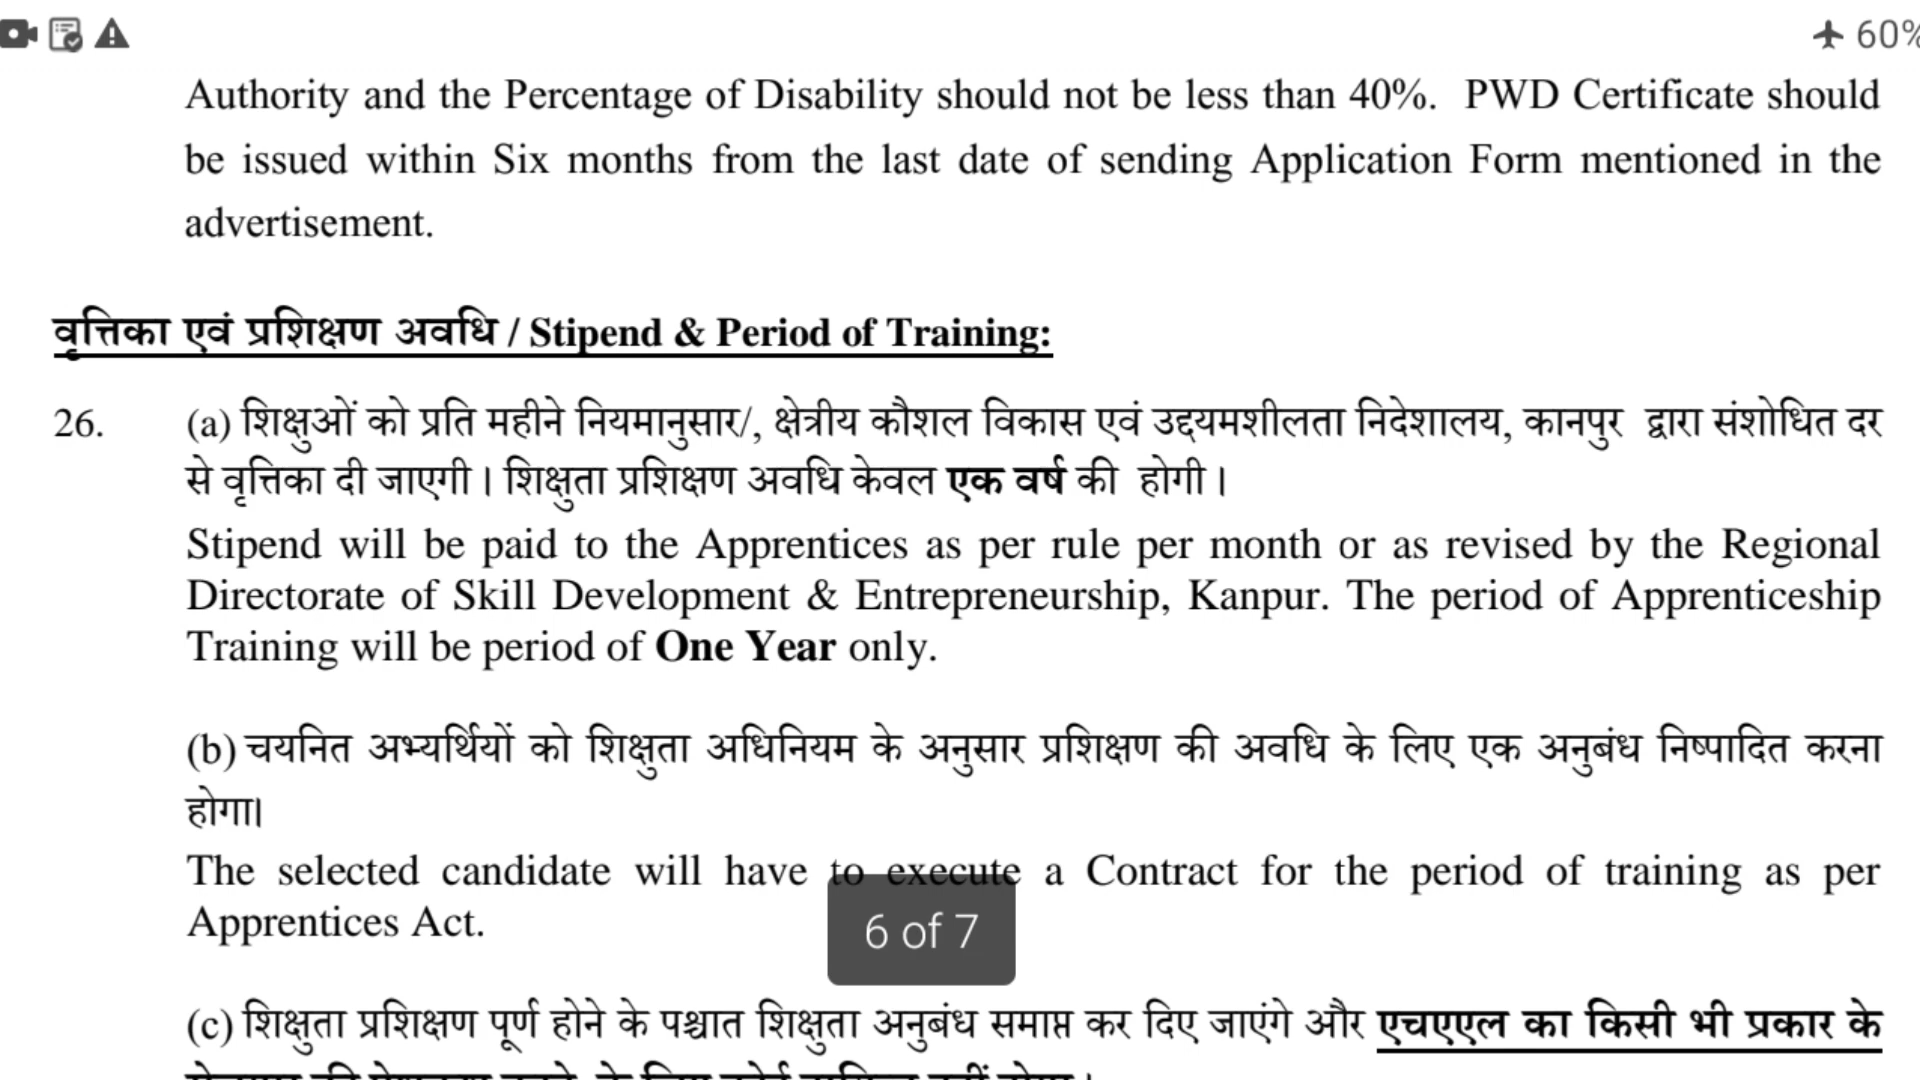 60%
Authority and the Percentage of Disability should not be less than 40%. PWD Certificate should
be issued within Six months from the last date of sending Application Form mentioned in the
advertisement.
वृत्तिका एवं प्रशिक्षण अवधि / Stipend & Period of Training:
26. (a) शिक्षुओं को प्रति महीने नियमानुसार/, क्षेत्रीय कौशल विकास एवं उद्दयमशीलता निदेशालय, कानपुर द्वारा संशोधित दर
से वृत्तिका दी जाएगी। शिक्षुता प्रशिक्षण अवधि केवल एक वर्ष की होगी।
Stipend will be paid to the Apprentices as per rule per month or as revised by the Regional
Directorate of Skill Development & Entrepreneurship, Kanpur. The period of Apprenticeship
Training will be period of One Year only.
(b) चयनित अभ्यर्थियों को शिक्षुता अधिनियम के अनुसार प्रशिक्षण की अवधि के लिए एक अनुबंध निष्पादित करना
होगा।
The selected candidate will have to execute a Contract for the period of training as per
Apprentices Act.
6 of 7
(c) शिक्षुता प्रशिक्षण पूर्ण होने के पश्चात शिक्षुता अनुबंध समाप्त कर दिए जाएंगे और एचएएल का किसी भी प्रकार के